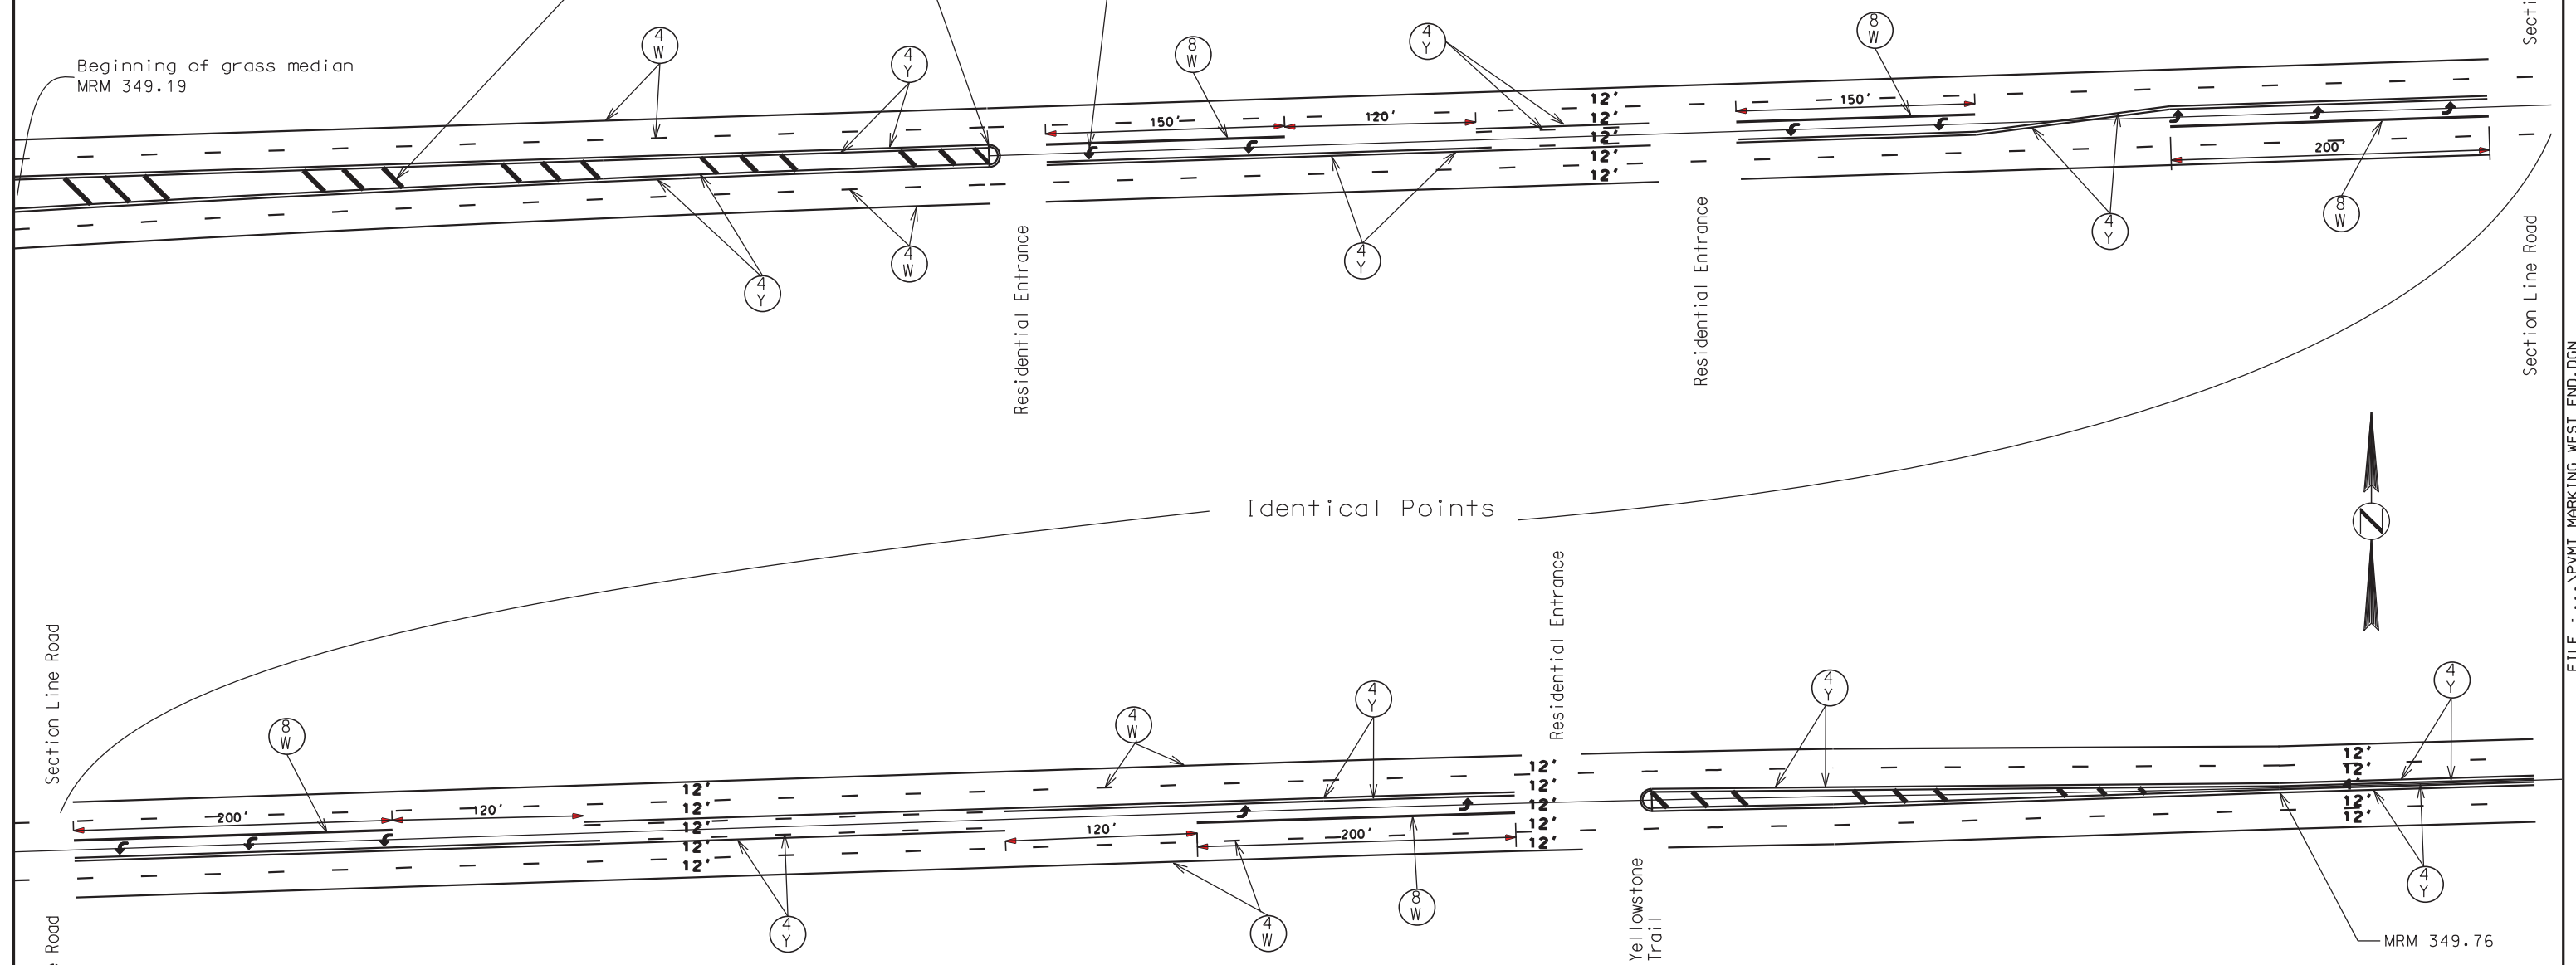 Beginning of grass median
MRM 349.19
4
W
4
Y
8
W
4
Y
8
W
150'
120'
12'
12'
12'
12'
12'
150'
200'
4
Y
4
W
4
Y
4
Y
8
W
Residential Entrance
Residential Entrance
Secti
Section Line Road
Identical Points
N
Section Line Road
8
W
4
W
4
Y
Residential Entrance
4
Y
4
Y
200'
120'
12'
12'
12'
12'
12'
120'
200'
12'
12'
12'
12'
12'
12'
12'
12'
12'
4
Y
4
W
8
W
4
Y
Yellowstone
Trail
MRM 349.76
e Road